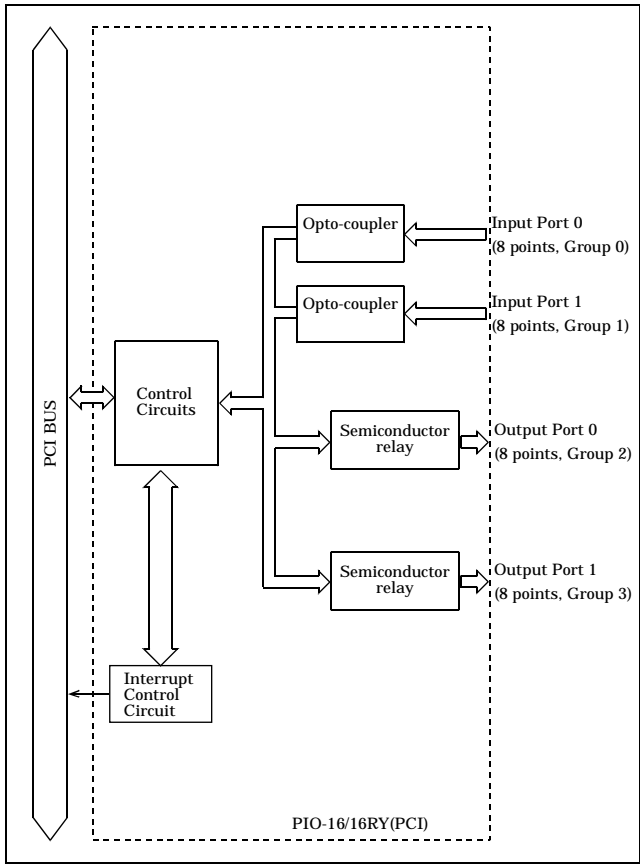 Opto-coupler
Input Port 0
(8 points, Group 0)
Opto-coupler
Input Port 1
(8 points, Group 1)
PCI BUS
Control
Circuits
Semiconductor
relay
Output Port 0
(8 points, Group 2)
Semiconductor
relay
Output Port 1
(8 points, Group 3)
Interrupt
Control
Circuit
PIO-16/16RY(PCI)